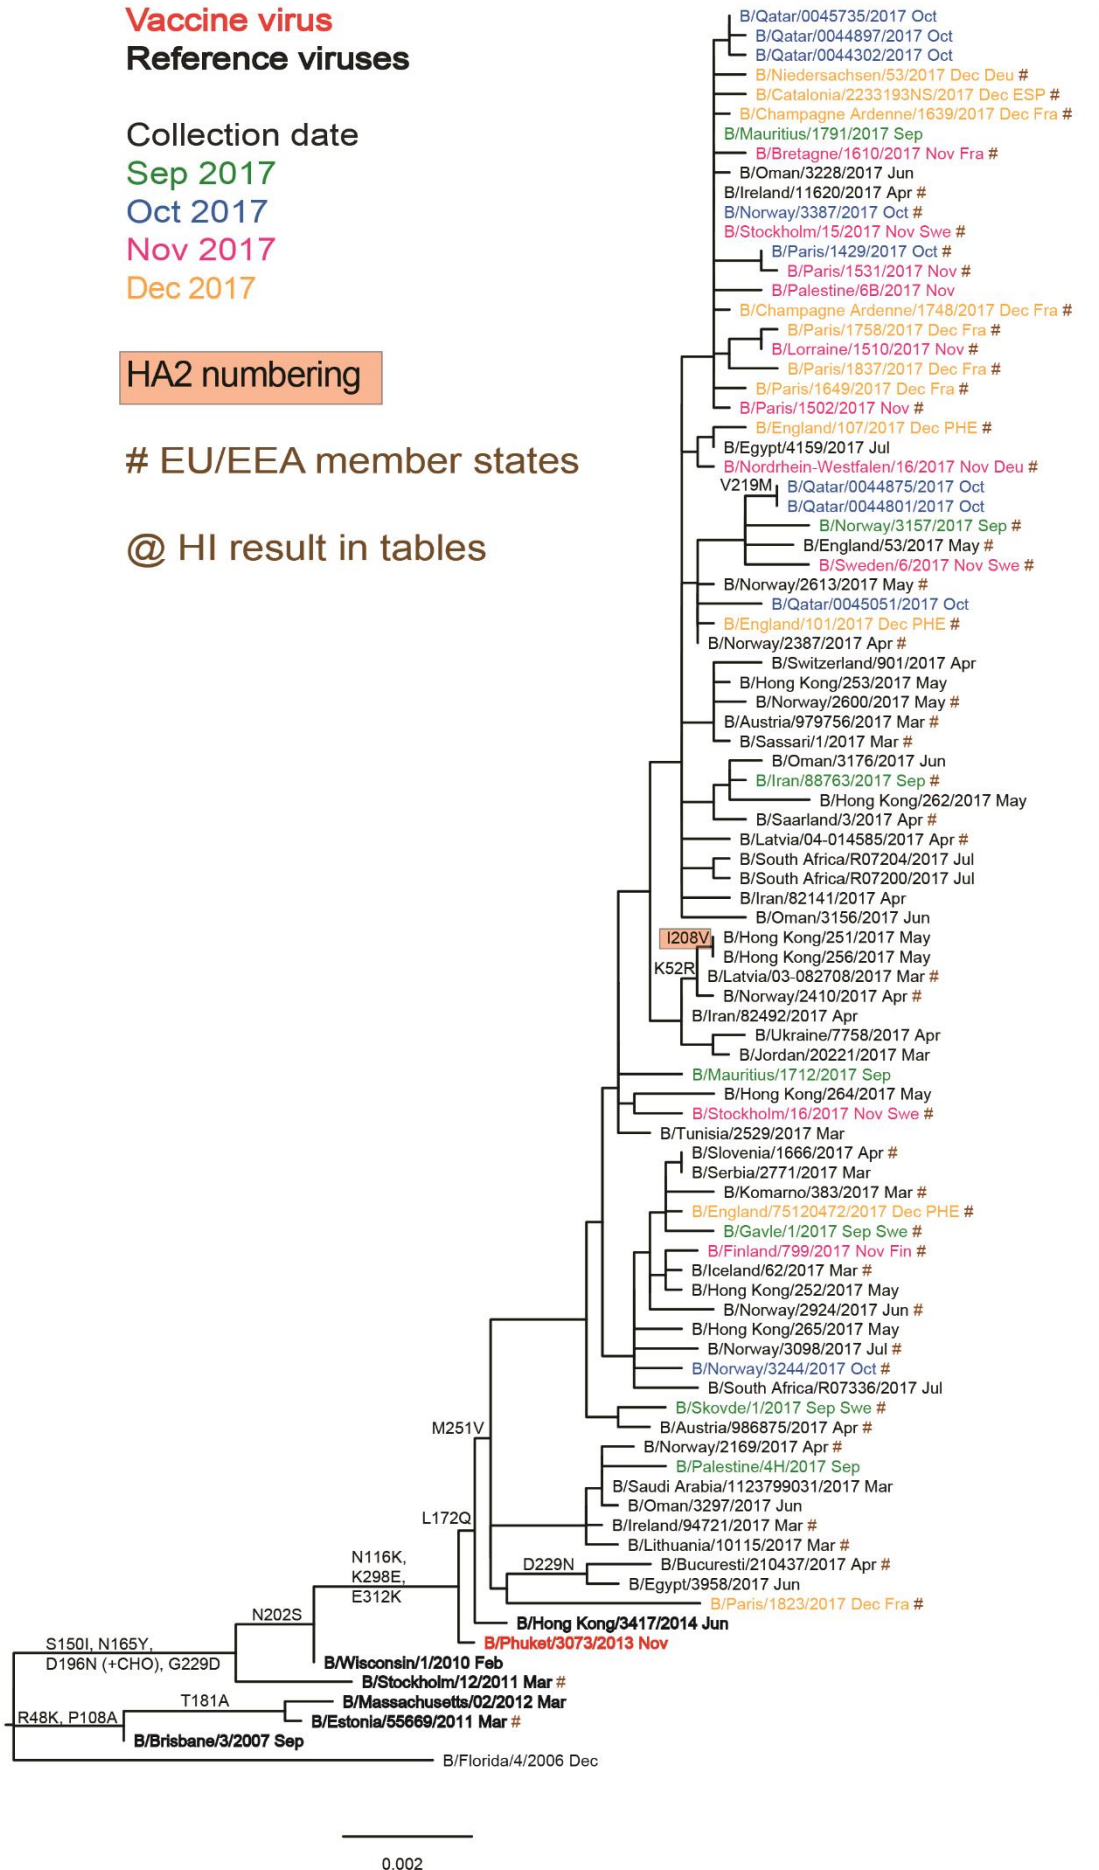 Vaccine virus
Reference viruses
Collection date
Sep 2017
Oct 2017
Nov 2017
Dec 2017
HA2 numbering
# EU/EEA member states
@ HI result in tables
B/Qatar/0045735/2017 Oct
B/Qatar/0044897/2017 Oct
B/Qatar/0044302/2017 Oct
B/Niedersachsen/53/2017 Dec Deu #
B/Catalonia/2233193NS/2017 Dec ESP #
B/Champagne Ardenne/1639/2017 Dec Fra #
B/Mauritius/1791/2017 Sep
B/Bretagne/1610/2017 Nov Fra #
B/Oman/3228/2017 Jun
B/Ireland/11620/2017 Apr #
B/Norway/3387/2017 Oct #
B/Stockholm/15/2017 Nov Swe #
B/Paris/1429/2017 Oct #
B/Paris/1531/2017 Nov #
B/Palestine/6B/2017 Nov
B/Champagne Ardenne/1748/2017 Dec Fra #
B/Paris/1758/2017 Dec Fra #
B/Lorraine/1510/2017 Nov #
B/Paris/1837/2017 Dec Fra #
B/Paris/1649/2017 Dec Fra #
B/Paris/1502/2017 Nov #
B/England/107/2017 Dec PHE #
B/Egypt/4159/2017 Jul
B/Nordrhein-Westfalen/16/2017 Nov Deu #
V219M
B/Qatar/0044875/2017 Oct
B/Qatar/0044801/2017 Oct
B/Norway/3157/2017 Sep #
B/England/53/2017 May #
B/Sweden/6/2017 Nov Swe #
B/Norway/2613/2017 May #
B/Qatar/0045051/2017 Oct
B/England/101/2017 Dec PHE #
B/Norway/2387/2017 Apr #
B/Switzerland/901/2017 Apr
B/Hong Kong/253/2017 May
B/Norway/2600/2017 May #
B/Austria/979756/2017 Mar #
B/Sassari/1/2017 Mar #
B/Oman/3176/2017 Jun
B/Iran/88763/2017 Sep #
B/Hong Kong/262/2017 May
B/Saarland/3/2017 Apr #
B/Latvia/04-014585/2017 Apr #
B/South Africa/R07204/2017 Jul
B/South Africa/R07200/2017 Jul
B/Iran/82141/2017 Apr
B/Oman/3156/2017 Jun
I208V
B/Hong Kong/251/2017 May
B/Hong Kong/256/2017 May
K52R
B/Latvia/03-082708/2017 Mar #
B/Norway/2410/2017 Apr #
B/Iran/82492/2017 Apr
B/Ukraine/7758/2017 Apr
B/Jordan/20221/2017 Mar
B/Mauritius/1712/2017 Sep
B/Hong Kong/264/2017 May
B/Stockholm/16/2017 Nov Swe #
B/Tunisia/2529/2017 Mar
B/Slovenia/1666/2017 Apr #
B/Serbia/2771/2017 Mar
B/Komarno/383/2017 Mar #
B/England/75120472/2017 Dec PHE #
B/Gavle/1/2017 Sep Swe #
B/Finland/799/2017 Nov Fin #
B/Iceland/62/2017 Mar #
B/Hong Kong/252/2017 May
B/Norway/2924/2017 Jun #
B/Hong Kong/265/2017 May
B/Norway/3098/2017 Jul #
B/Norway/3244/2017 Oct #
B/South Africa/R07336/2017 Jul
B/Skovde/1/2017 Sep Swe #
B/Austria/986875/2017 Apr #
M251V
B/Norway/2169/2017 Apr #
B/Palestine/4H/2017 Sep
B/Saudi Arabia/1123799031/2017 Mar
B/Oman/3297/2017 Jun
L172Q
B/Ireland/94721/2017 Mar #
B/Lithuania/10115/2017 Mar #
D229N
B/Bucuresti/210437/2017 Apr #
B/Egypt/3958/2017 Jun
B/Paris/1823/2017 Dec Fra #
N116K,
K298E,
E312K
B/Hong Kong/3417/2014 Jun
N202S
B/Phuket/3073/2013 Nov
S150I, N165Y,
D196N (+CHO), G229D
B/Wisconsin/1/2010 Feb
B/Stockholm/12/2011 Mar #
T181A
B/Massachusetts/02/2012 Mar
R48K, P108A
B/Estonia/55669/2011 Mar #
B/Brisbane/3/2007 Sep
B/Florida/4/2006 Dec
0.002